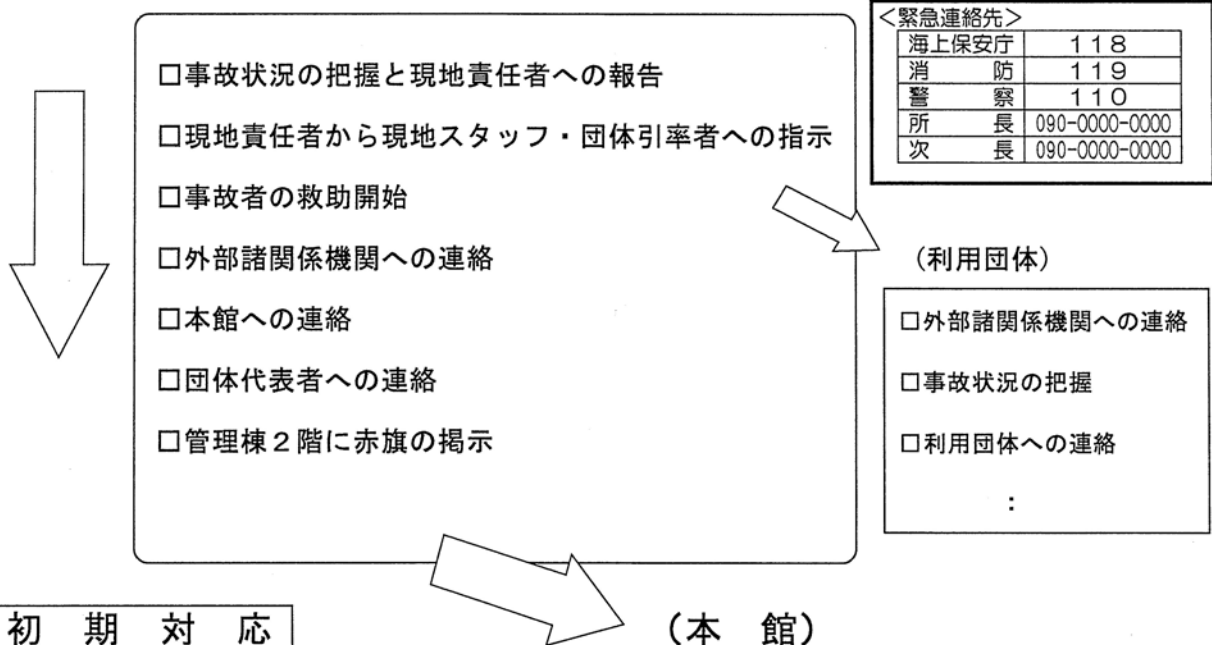 □事故状況の把握と現地責任者への報告
□現地責任者から現地スタッフ・団体引率者への指示
□事故者の救助開始
□外部諸関係機関への連絡
□本館への連絡
□団体代表者への連絡
□管理棟２階に赤旗の掲示
＜緊急連絡先＞
海上保安庁 １１８
消　防 １１９
警　察 １１０
所　長 090-0000-0000
次　長 090-0000-0000
（利用団体）
□外部諸関係機関への連絡
□事故状況の把握
□利用団体への連絡
：
初　期　対　応
（本　館）